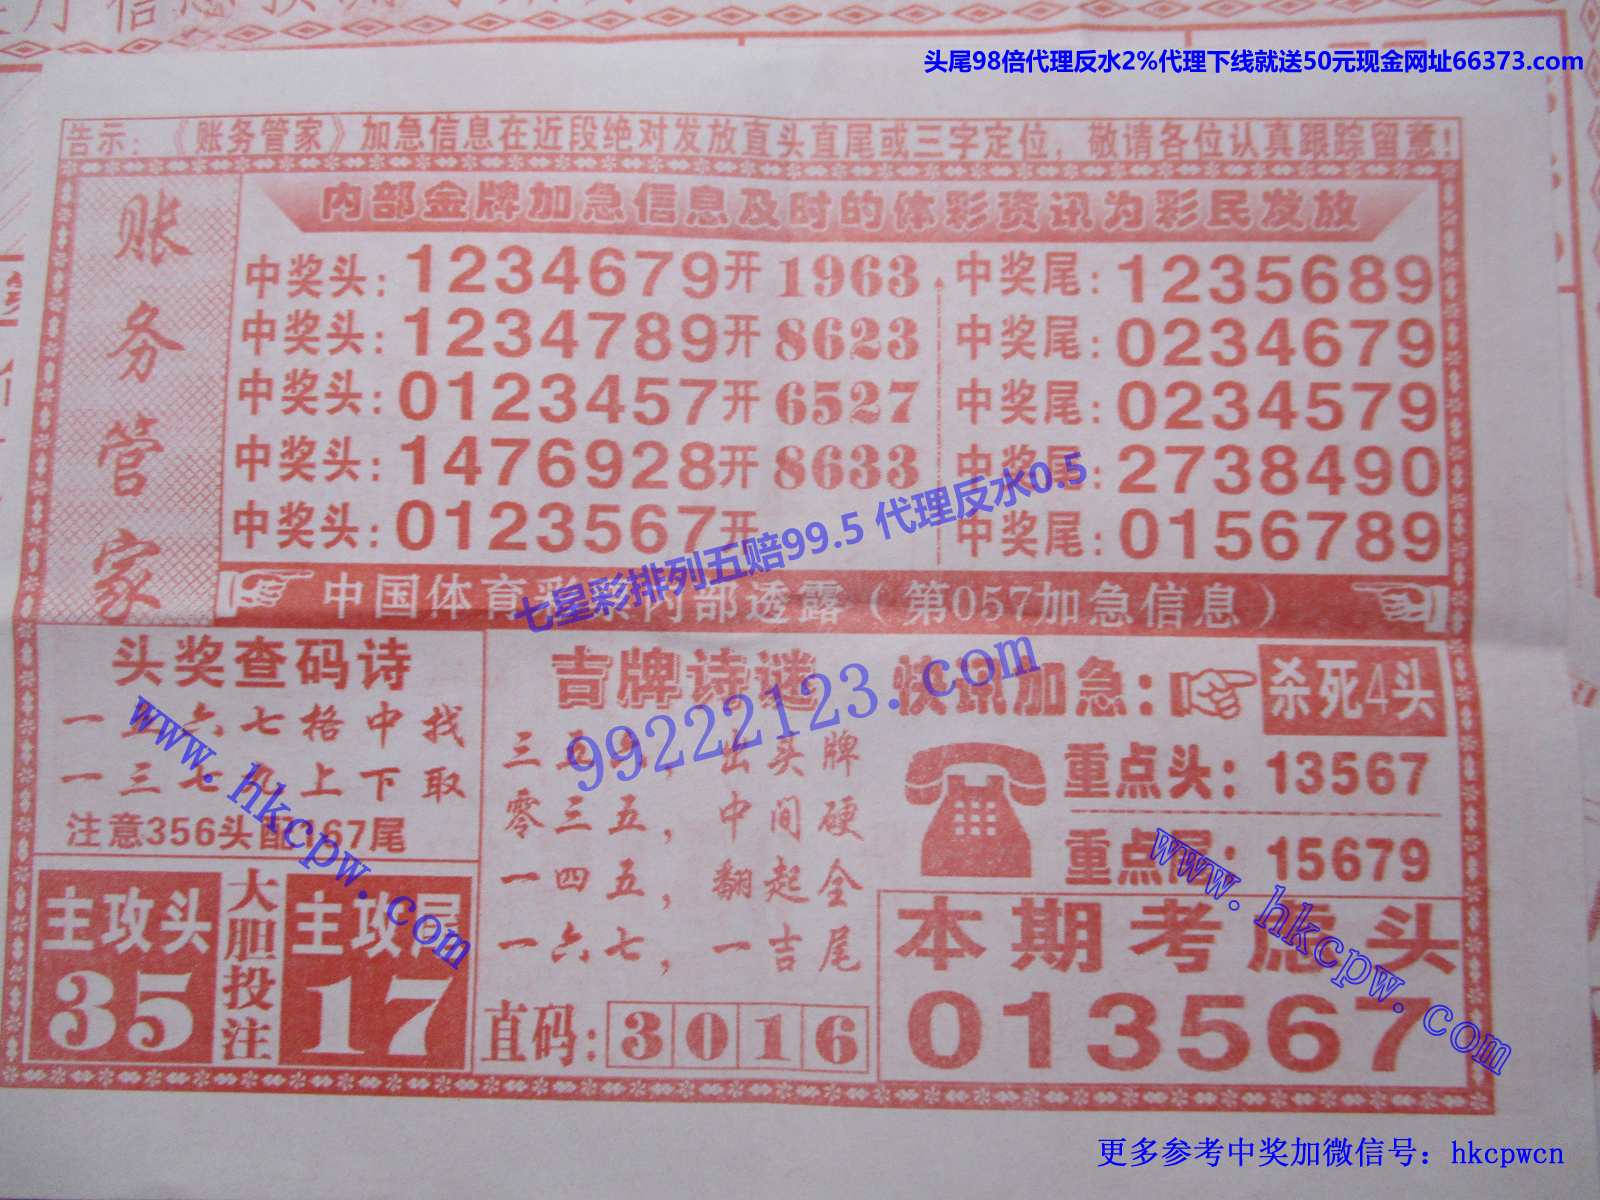 头尾98倍代理反水2%代理下线就送50元现金网址66373.com
告示：《账务管家》加急信息在近段绝对发放直头直尾或三字定位，敬请各位认真跟踪留意！
账务管家
内部金牌加急信息及时的体彩资讯为彩民发放
中奖头：1234679开1963 中奖尾：1235689
中奖头：1234789开8623 中奖尾：0234679
中奖头：0123457开6527 中奖尾：0234579
中奖头：1476928开8633 中奖尾：2738490
中奖头：0123567开 中奖尾：0156789
七星彩排列五赔99.5 代理反水0.5
中国体育彩票内部透露（第057加急信息）
99222123.com
头奖查码诗
一 六七格中找
一三七 上下取
注意356头配167尾
www.hkcpw.com
主攻头
35
大胆投注
主攻尾
17
吉牌诗谜
三五 ，出头牌
零三五，中间硬
一四五，翻起全
一六七，一吉尾
直码：3016
快讯加急：杀死4头
重点头：13567
重点尾：15679
www.hkcpw.com
本期考虑头
013567
更多参考中奖加微信号：hkcpwcn